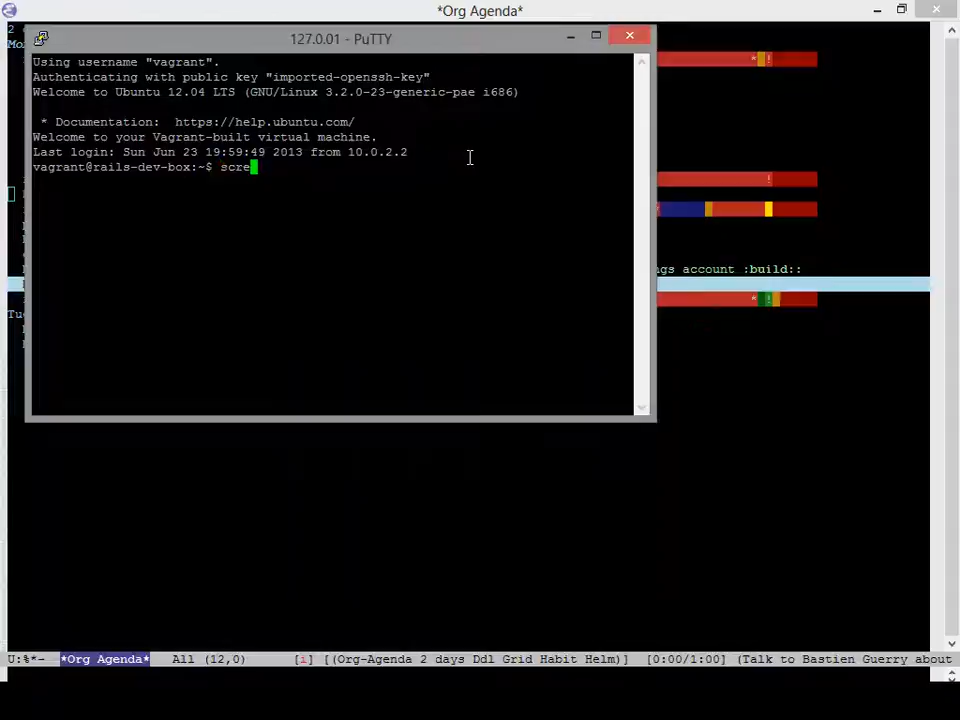 *Org Agenda*
2
127.0.01 - PuTTY
Using username "vagrant".
Authenticating with public key "imported-openssh-key"
Welcome to Ubuntu 12.04 LTS (GNU/Linux 3.2.0-23-generic-pae i686)
* Documentation:  https://help.ubuntu.com/
Welcome to your Vagrant-built virtual machine.
Last login: Sun Jun 23 19:59:49 2013 from 10.0.2.2
vagrant@rails-dev-box:~$ scre
account :build::
U:%*-  *Org Agenda*   All (12,0)      [i] [(Org-Agenda 2 days Ddl Grid Habit Helm)]  [0:00/1:00] (Talk to Bastien Guerry about